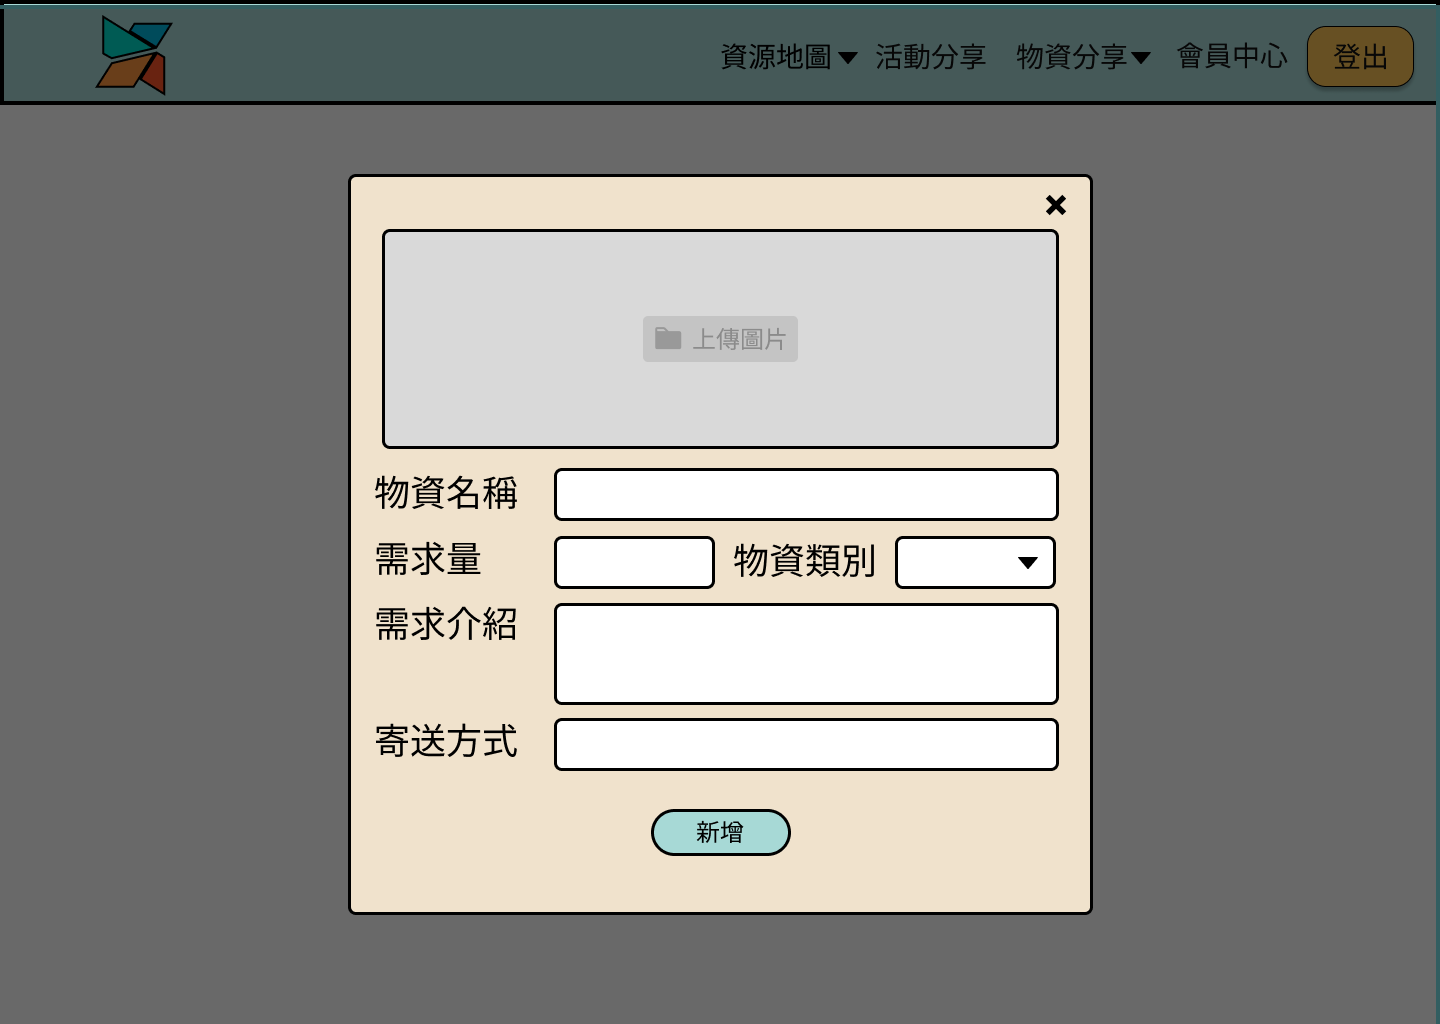 資源地圖 活動分享 物資分享 會員中心 登出
上傳圖片
物資名稱
需求量 物資類別
需求介紹
寄送方式
新增